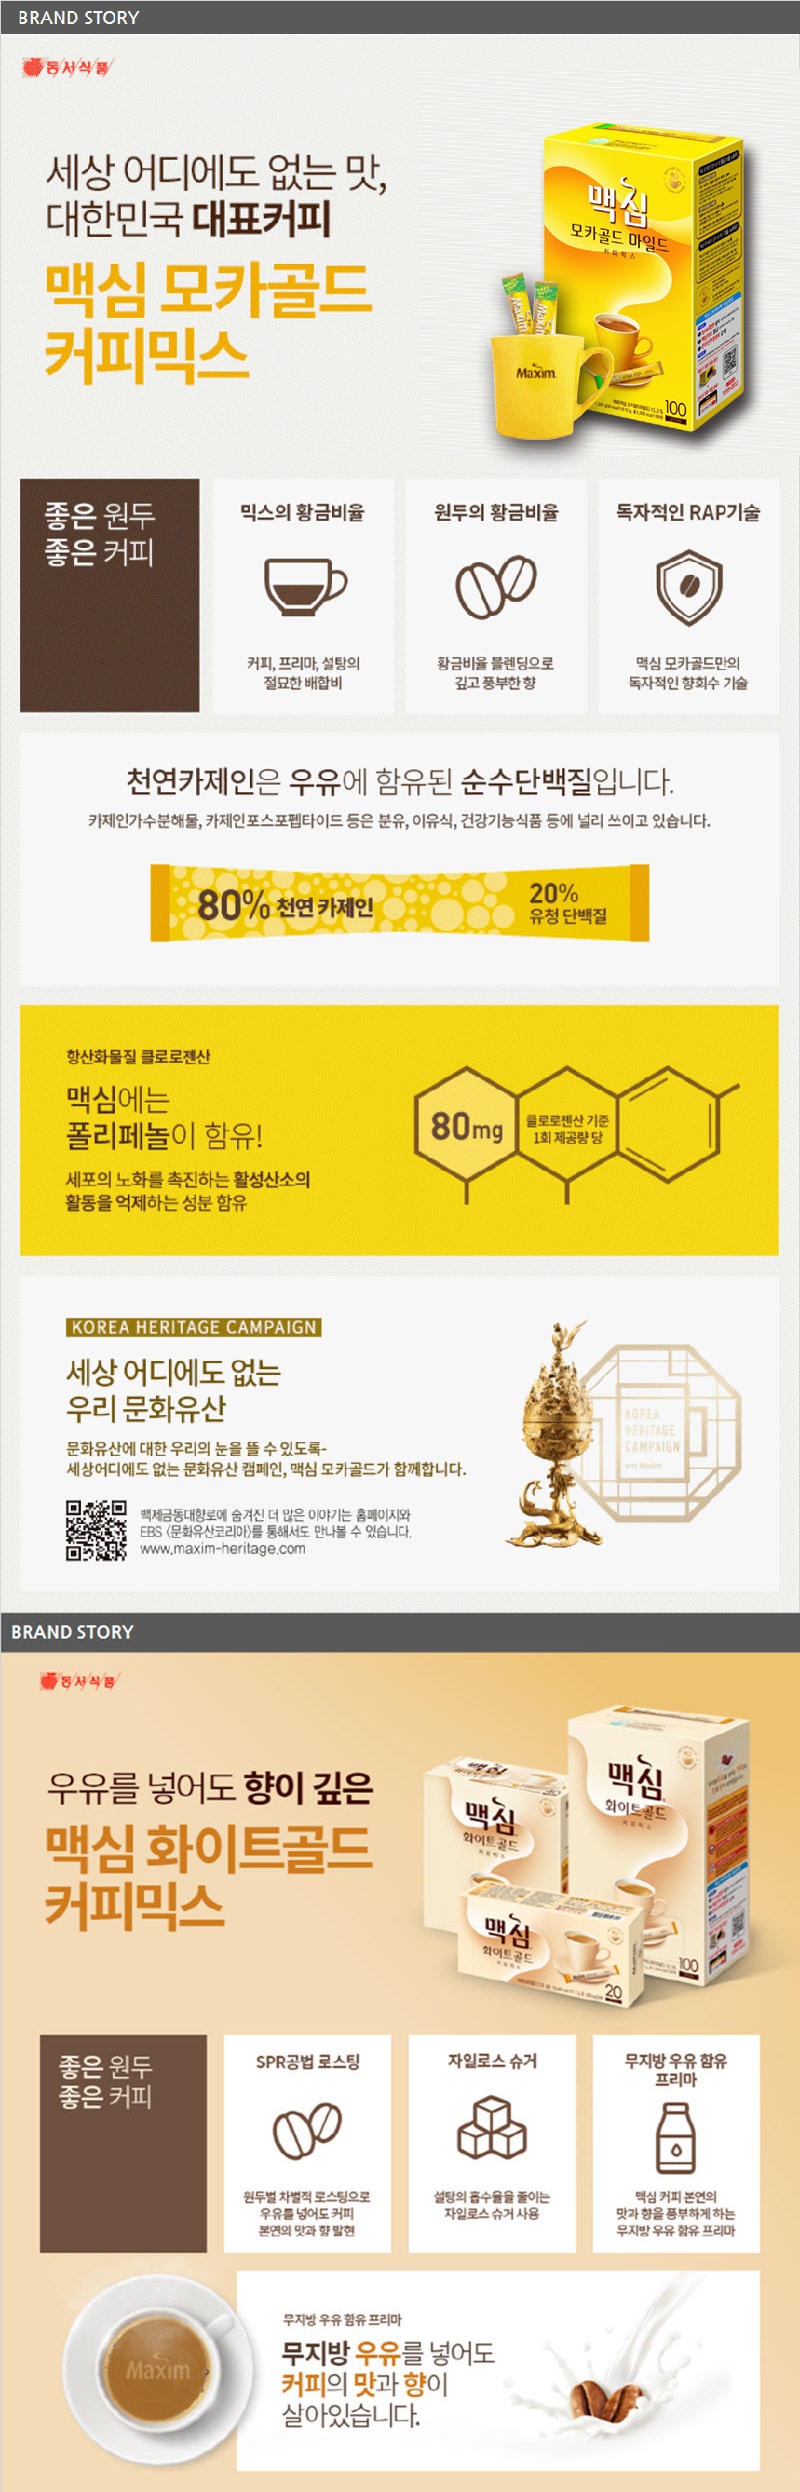 BRAND STORY
동서식품
세상 어디에도 없는 맛,
대한민국 대표커피
맥심 모카골드
커피믹스
맥심
모카골드 마일드
커피믹스
Maxim
100
좋은 원두
좋은 커피
믹스의 황금비율
커피, 프리마, 설탕의
절묘한 배합비
원두의 황금비율
황금비율 블렌딩으로
깊고 풍부한 향
독자적인 RAP기술
맥심 모카골드만의
독자적인 향회수 기술
천연카제인은 우유에 함유된 순수단백질입니다.
카제인가수분해물, 카제인포스포펩타이드 등은 분유, 이유식, 건강기능식품 등에 널리 쓰이고 있습니다.
80% 천연 카제인
20%
유청 단백질
항산화물질 클로로젠산
맥심에는
폴리페놀이 함유!
세포의 노화를 촉진하는 활성산소의
활동을 억제하는 성분 함유
80mg
클로로젠산 기준
1회 제공량 당
KOREA HERITAGE CAMPAIGN
세상 어디에도 없는
우리 문화유산
문화유산에 대한 우리의 눈을 뜰 수 있도록-
세상어디에도 없는 문화유산 캠페인, 맥심 모카골드가 함께합니다.
백제금동대향로에 숨겨진 더 많은 이야기는 홈페이지와
EBS <문화유산코리아>를 통해서도 만나볼 수 있습니다.
www.maxim-heritage.com
KOREA
HERITAGE
CAMPAIGN
with Maxim
BRAND STORY
동서식품
우유를 넣어도 향이 깊은
맥심 화이트골드
커피믹스
맥심
화이트골드
커피믹스
맥심
화이트골드
커피믹스
100
맥심
화이트골드
커피믹스
20
좋은 원두
좋은 커피
SPR공법 로스팅
원두별 차별적 로스팅으로
우유를 넣어도 커피
본연의 맛과 향 발현
자일로스 슈거
설탕의 흡수율을 줄이는
자일로스 슈거 사용
무지방 우유 함유
프리마
맥심 커피 본연의
맛과 향을 풍부하게 하는
무지방 우유 함유 프리마
Maxim
무지방 우유 함유 프리마
무지방 우유를 넣어도
커피의 맛과 향이
살아있습니다.